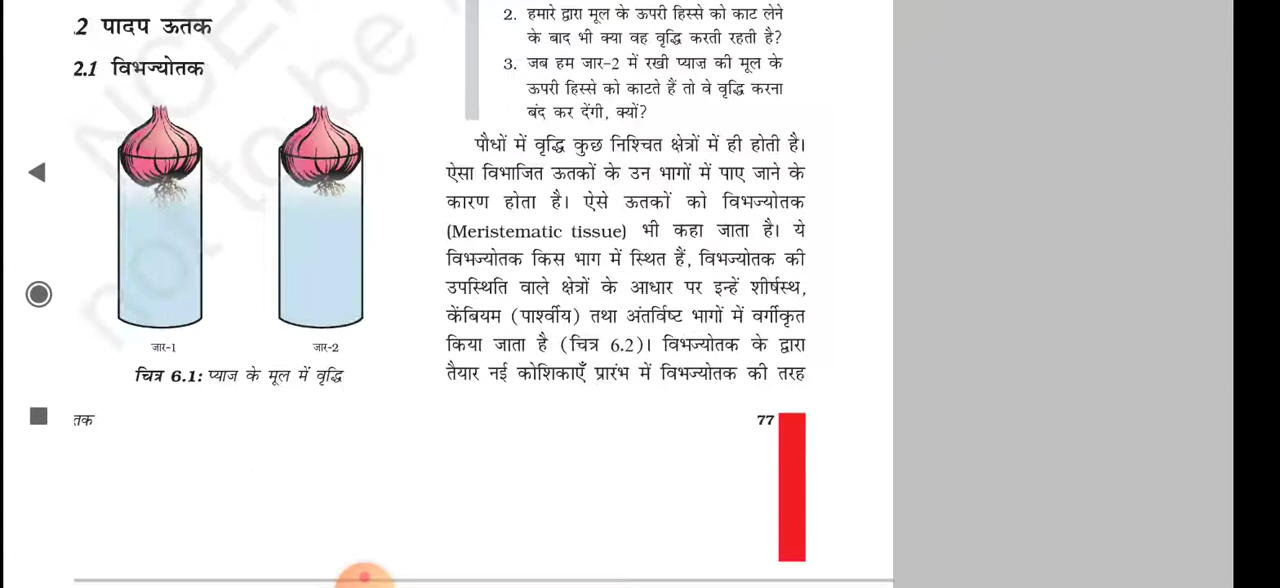 .2 पादप ऊतक
2.1 विभज्योतक
जार-1
जार-2
चित्र 6.1: प्याज के मूल में वृद्धि
2. हमारे द्वारा मूल के ऊपरी हिस्से को काट लेने
के बाद भी क्या वह वृद्धि करती रहती है?
3. जब हम जार-2 में रखी प्याज़ की मूल के
ऊपरी हिस्से को काटते हैं तो वे वृद्धि करना
बंद कर देंगी, क्यों?
पौधों में वृद्धि कुछ निश्चित क्षेत्रों में ही होती है।
ऐसा विभाजित ऊतकों के उन भागों में पाए जाने के
कारण होता है। ऐसे ऊतकों को विभज्योतक
(Meristematic tissue) भी कहा जाता है। ये
विभज्योतक किस भाग में स्थित हैं, विभज्योतक की
उपस्थिति वाले क्षेत्रों के आधार पर इन्हें शीर्षस्थ,
केंबियम (पार्श्वीय) तथा अंतर्विष्ट भागों में वर्गीकृत
किया जाता है (चित्र 6.2)। विभज्योतक के द्वारा
तैयार नई कोशिकाएँ प्रारंभ में विभज्योतक की तरह
तक
77
not to be